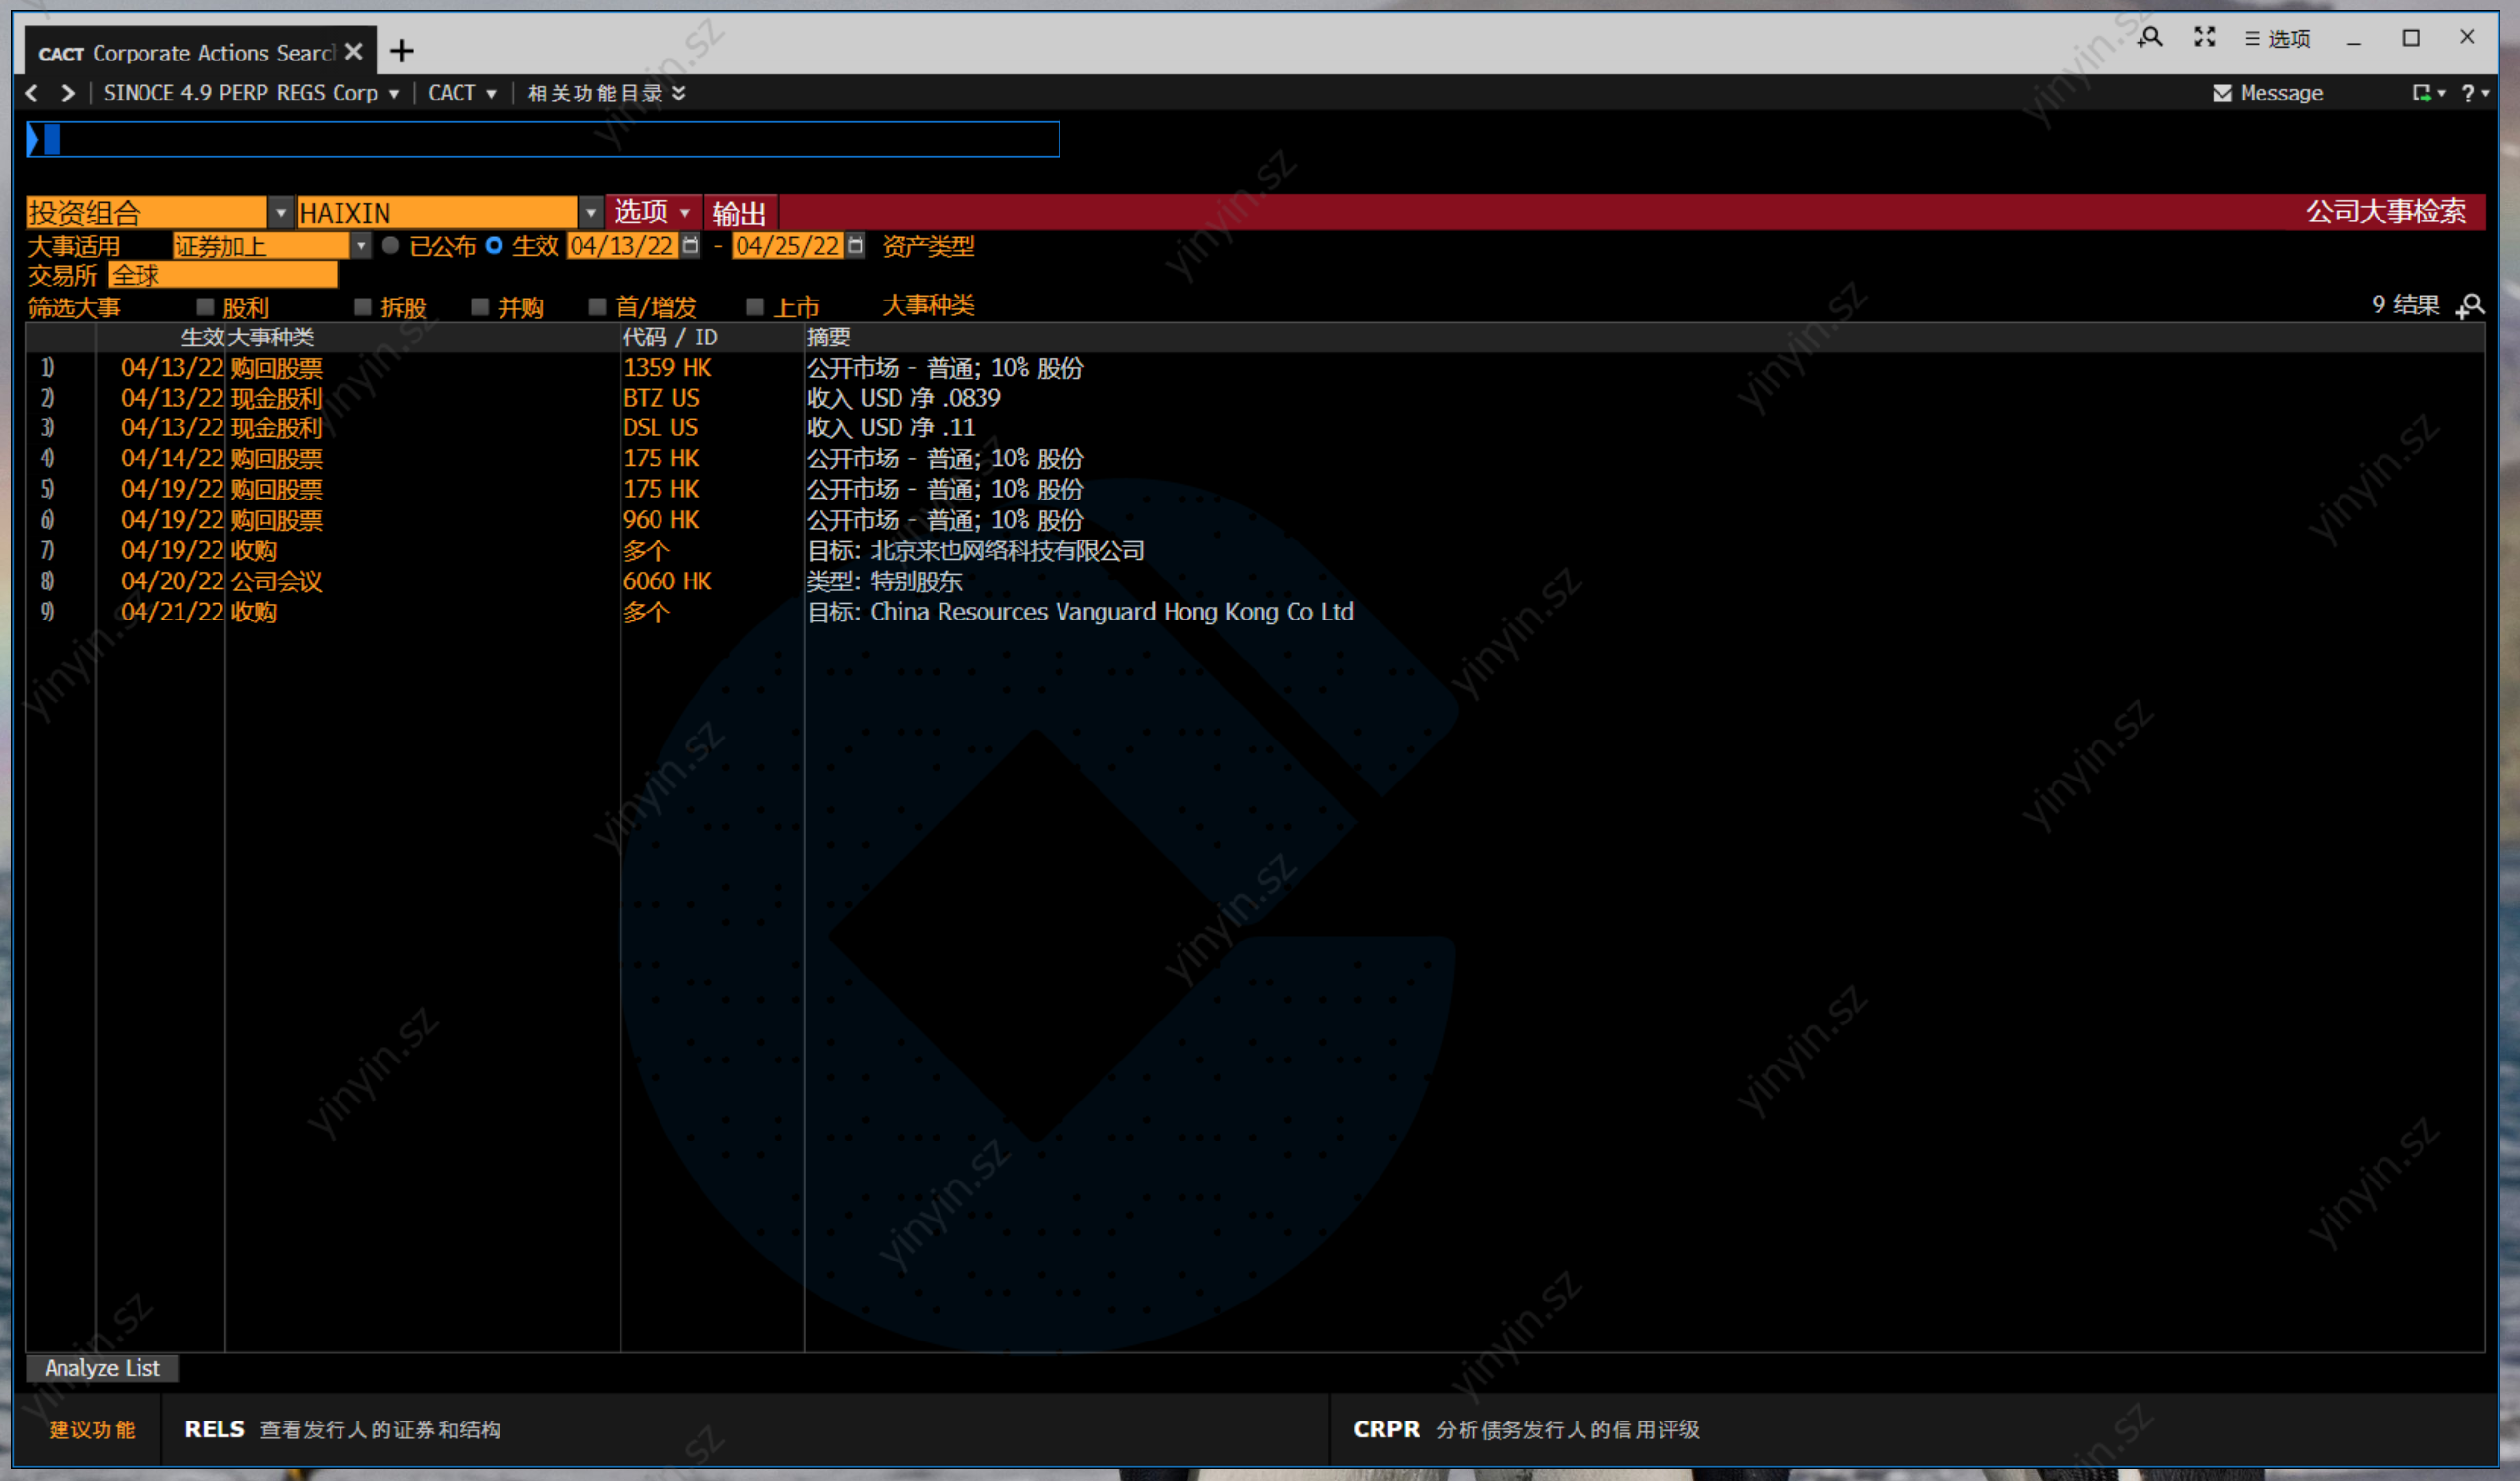 CACT Corporate Actions Searc
选项
SINOCE 4.9 PERP REGS Corp CACT 相关功能目录 Message ?
投资组合 HAIXIN 选项 输出 公司大事检索
大事适用 证券加上 已公布 生效 04/13/22 - 04/25/22 资产类型
交易所 全球
筛选大事 股利 拆股 并购 首/增发 上市 大事种类 9 结果
生效 大事种类 代码 / ID 摘要
1) 04/13/22 购回股票 1359 HK 公开市场 - 普通; 10% 股份
2) 04/13/22 现金股利 BTZ US 收入 USD 净 .0839
3) 04/13/22 现金股利 DSL US 收入 USD 净 .11
4) 04/14/22 购回股票 175 HK 公开市场 - 普通; 10% 股份
5) 04/19/22 购回股票 175 HK 公开市场 - 普通; 10% 股份
6) 04/19/22 购回股票 960 HK 公开市场 - 普通; 10% 股份
7) 04/19/22 收购 多个 目标: 北京来也网络科技有限公司
8) 04/20/22 公司会议 6060 HK 类型: 特别股东
9) 04/21/22 收购 多个 目标: China Resources Vanguard Hong Kong Co Ltd
Analyze List
建议功能 RELS 查看发行人的证券和结构 CRPR 分析债务发行人的信用评级
yinyin.sz